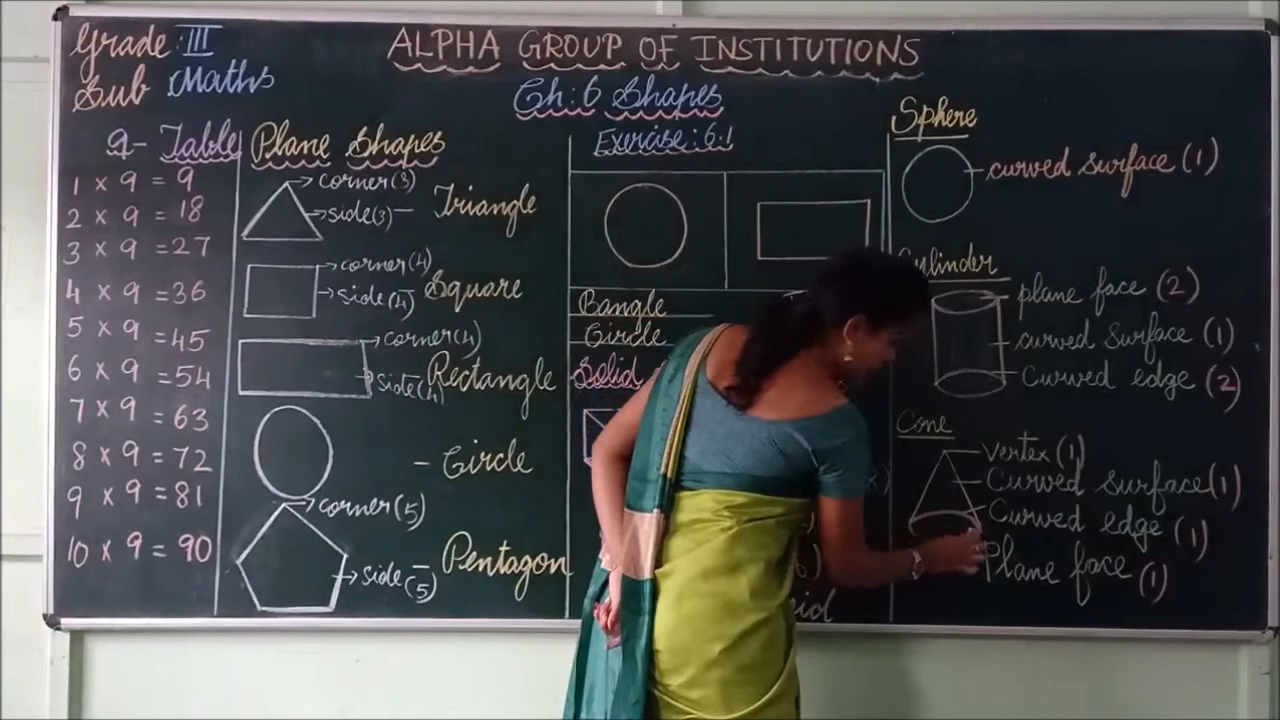 Grade : III
Sub Maths
ALPHA GROUP OF INSTITUTIONS
Ch: 6 Shapes
9- Table
1 x 9 = 9
2 x 9 = 18
3 x 9 = 27
4 x 9 = 36
5 x 9 = 45
6 x 9 = 54
7 x 9 = 63
8 x 9 = 72
9 x 9 = 81
10 x 9 = 90
Plane Shapes
corner(3)
side(3) Triangle
corner(4)
side(4) Square
corner(4)
side(4) Rectangle
- Circle
corner(5)
side(5) Pentagon
Exercise: 6.1
Bangle
Circle
Solid
Sphere
curved surface (1)
Cylinder
plane face (2)
curved surface (1)
Curved edge (2)
Cone
vertex (1)
Curved surface (1)
Curved edge (1)
Plane face (1)